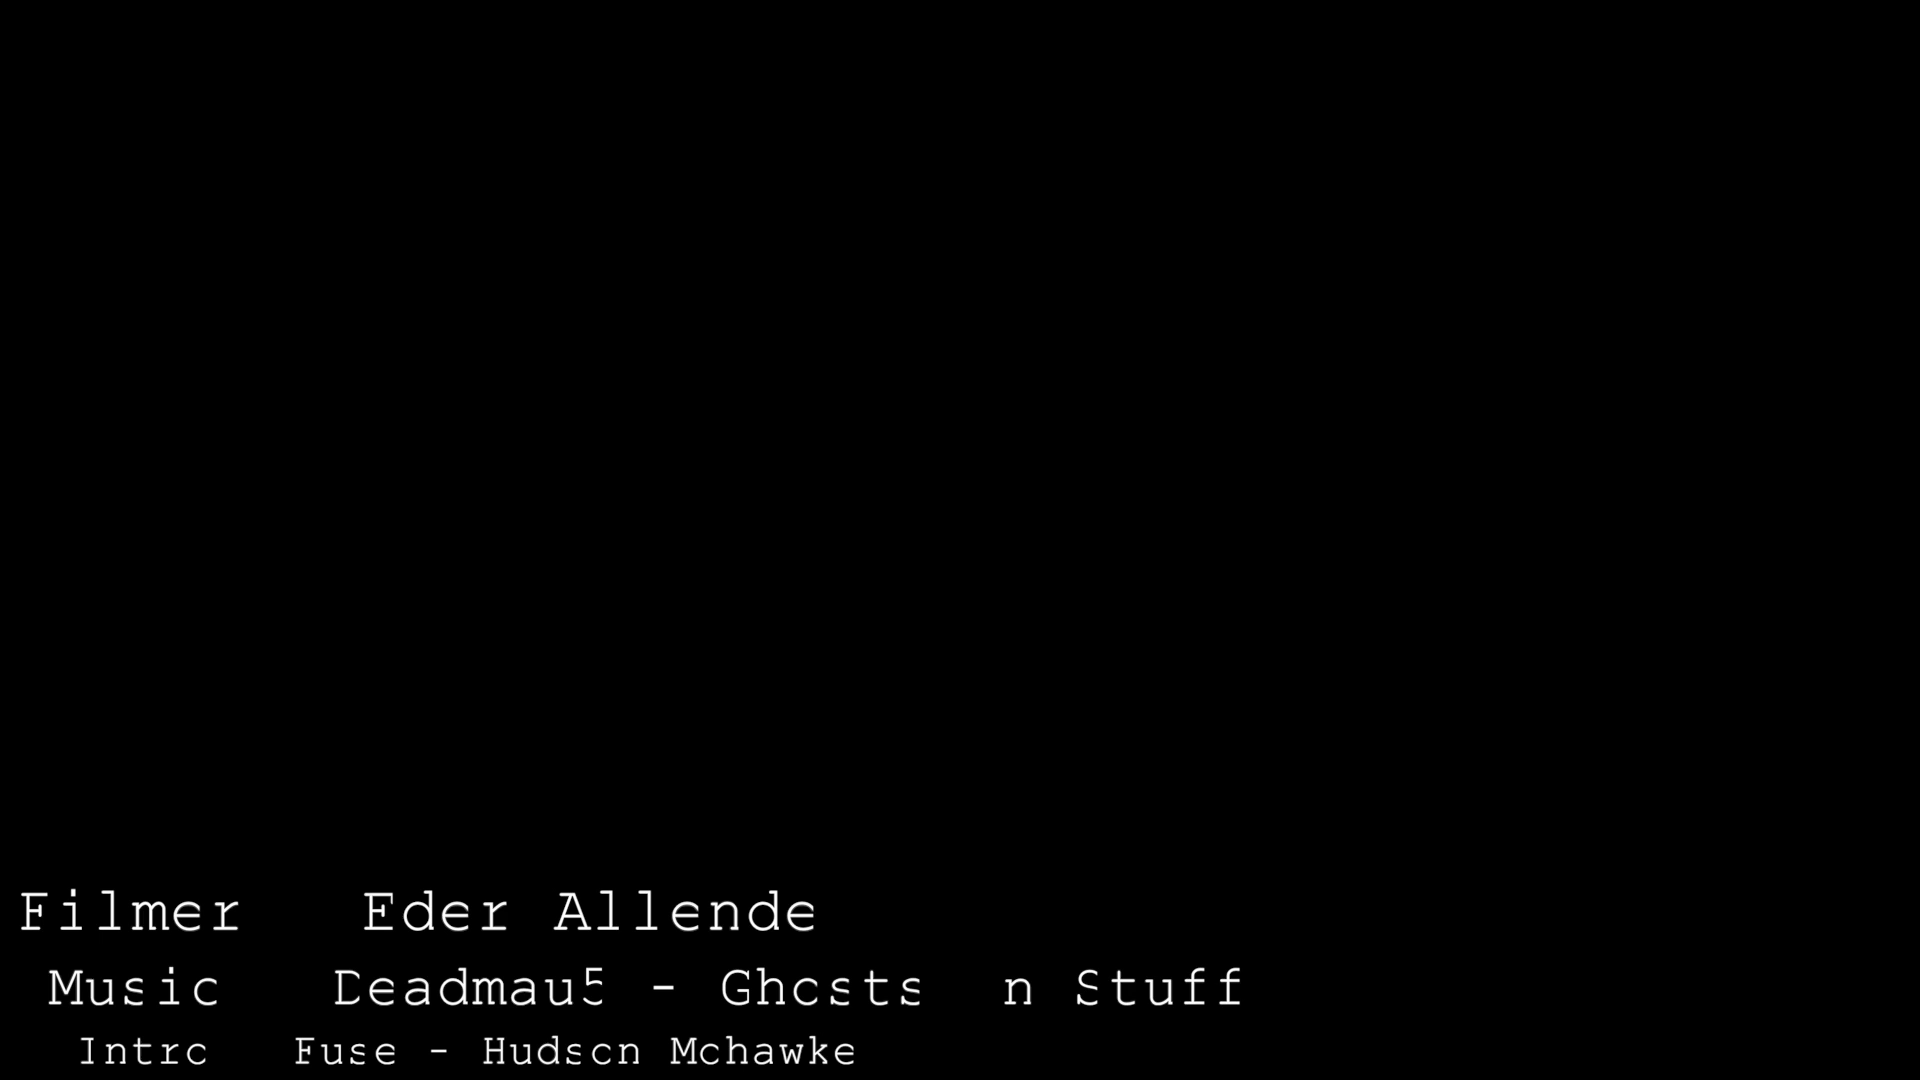 Filmer Eder Allende
Music Deadmau5 - Ghosts n Stuff
Intro Fuse - Hudson Mohawke